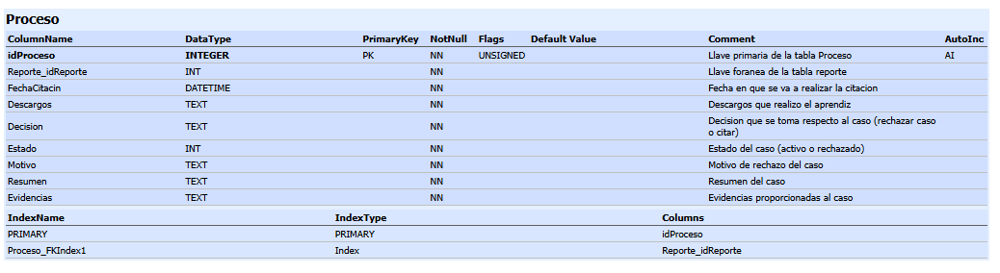 Proceso
ColumnName DataType PrimaryKey NotNull Flags Default Value Comment AutoInc
idProceso INTEGER PK NN UNSIGNED Llave primaria de la tabla Proceso AI
Reporte_idReporte INT NN Llave foranea de la tabla reporte
FechaCitacin DATETIME NN Fecha en que se va a realizar la citacion
Descargos TEXT NN Descargos que realizo el aprendiz
Decision TEXT NN Decision que se toma respecto al caso (rechazar caso
o citar)
Estado INT NN Estado del caso (activo o rechazado)
Motivo TEXT NN Motivo de rechazo del caso
Resumen TEXT NN Resumen del caso
Evidencias TEXT NN Evidencias proporcionadas al caso
IndexName IndexType Columns
PRIMARY PRIMARY idProceso
Proceso_FKIndex1 Index Reporte_idReporte